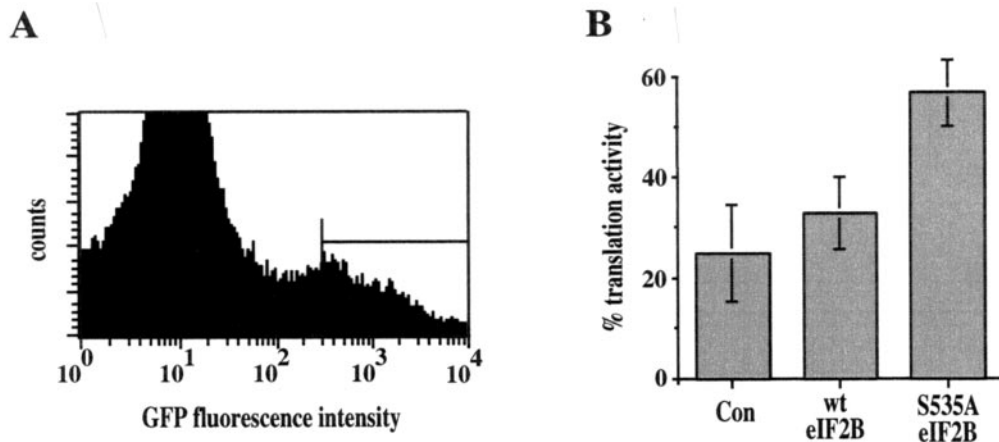 A
counts
10^0 10^1 10^2 10^3 10^4
GFP fluorescence intensity
B
% translation activity
60
40
20
0
Con
wt
eIF2B
S535A
eIF2B